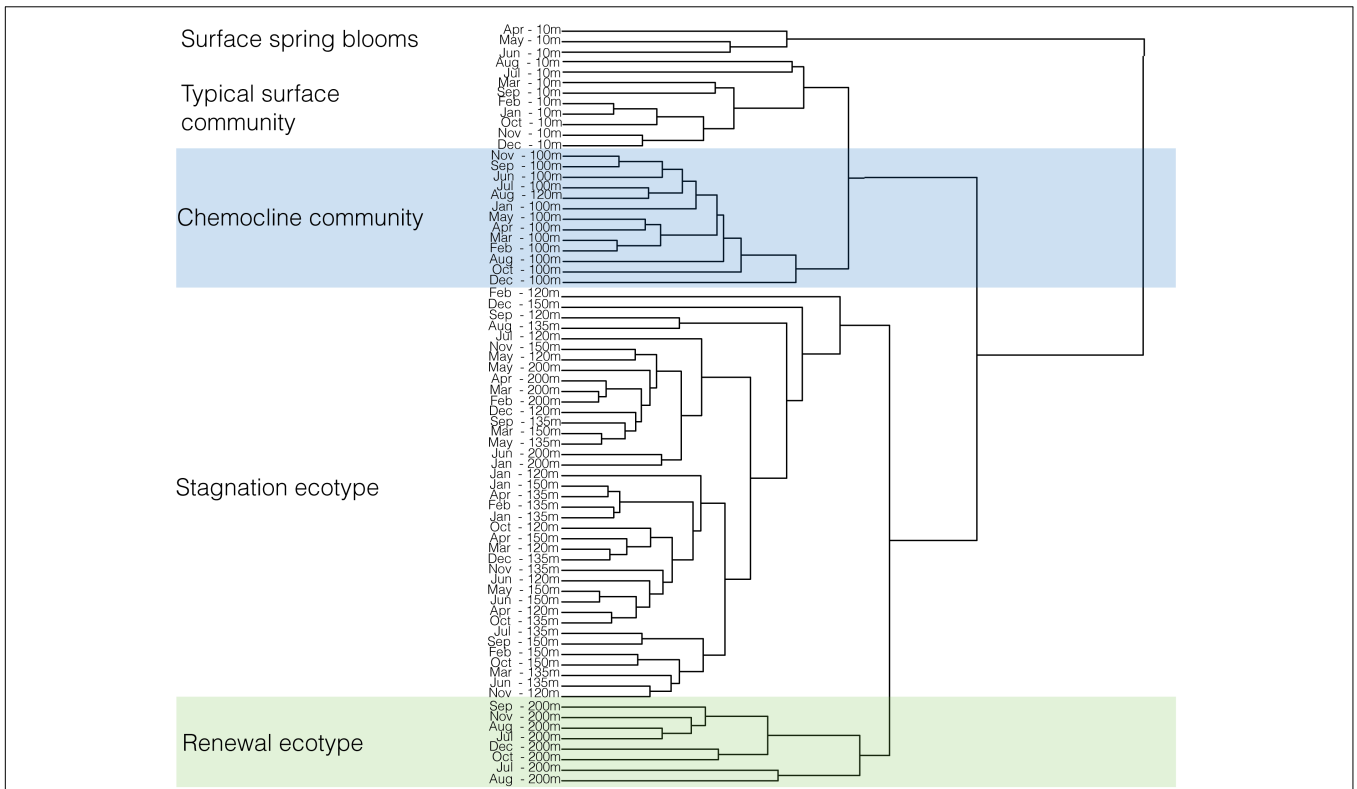 Surface spring blooms
Apr - 10m
May - 10m
Jun - 10m
Typical surface
community
Aug - 10m
Jul - 10m
Mar - 10m
Sep - 10m
Feb - 10m
Jan - 10m
Oct - 10m
Nov - 10m
Dec - 10m
Chemocline community
Nov - 100m
Sep - 100m
Jun - 100m
Jul - 100m
Aug - 120m
Jan - 100m
May - 100m
Apr - 100m
Mar - 100m
Feb - 100m
Aug - 100m
Oct - 100m
Dec - 100m
Stagnation ecotype
Feb - 120m
Dec - 150m
Sep - 120m
Aug - 135m
Jul - 120m
Nov - 150m
May - 120m
May - 200m
Apr - 200m
Mar - 200m
Feb - 200m
Dec - 120m
Sep - 135m
Mar - 150m
May - 135m
Jun - 200m
Jan - 200m
Jan - 120m
Jan - 150m
Apr - 135m
Feb - 135m
Jan - 135m
Oct - 120m
Apr - 150m
Mar - 120m
Dec - 135m
Nov - 135m
Jun - 120m
May - 150m
Jun - 150m
Apr - 120m
Oct - 135m
Jul - 135m
Sep - 150m
Feb - 150m
Oct - 150m
Mar - 135m
Jun - 135m
Nov - 120m
Renewal ecotype
Sep - 200m
Nov - 200m
Aug - 200m
Jul - 200m
Dec - 200m
Oct - 200m
Jul - 200m
Aug - 200m